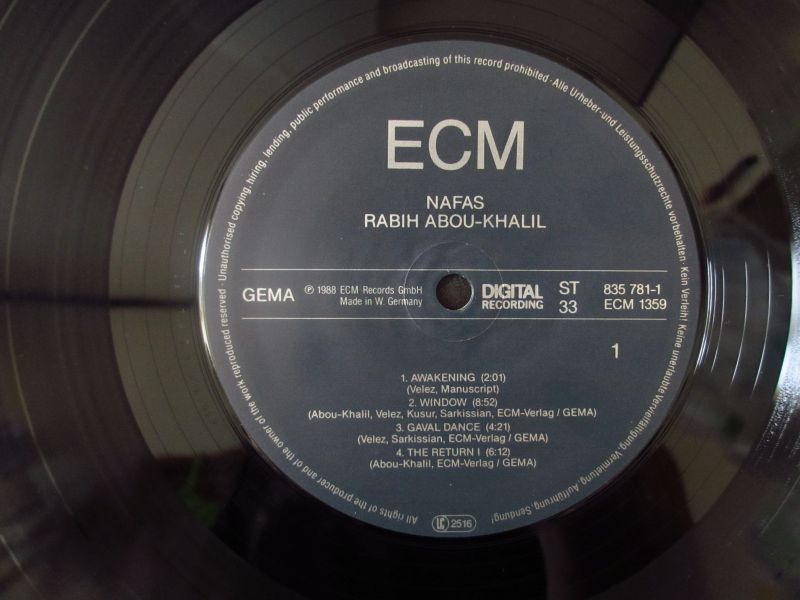 ECM
NAFAS
RABIH ABOU-KHALIL
GEMA
℗ 1988 ECM Records GmbH
Made in W. Germany
DIGITAL
RECORDING
ST
33
835 781-1
ECM 1359
1
1. AWAKENING (2:01)
(Velez, Manuscript)
2. WINDOW (8:52)
(Abou-Khalil, Velez, Kusur, Sarkissian, ECM-Verlag / GEMA)
3. GAVAL DANCE (4:21)
(Velez, Sarkissian, ECM-Verlag / GEMA)
4. THE RETURN I (6:12)
(Abou-Khalil, ECM-Verlag / GEMA)
All rights of the producer and of the owner of the work reproduced reserved · Unauthorised copying, hiring, lending, public performance and broadcasting of this record prohibited · Alle Urheber- und Leistungsschutzrechte vorbehalten · Kein Verleih! Keine unerlaubte Vervielfältigung, Vermietung, Aufführung, Sendung!
LC 2516